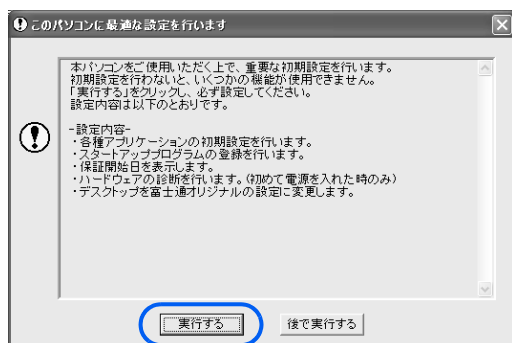 このパソコンに最適な設定を行います
本パソコンをご使用いただく上で、重要な初期設定を行います。
初期設定を行わないと、いくつかの機能が使用できません。
「実行する」をクリックし、必ず設定してください。
設定内容は以下のとおりです。
-設定内容-
・各種アプリケーションの初期設定を行います。
・スタートアッププログラムの登録を行います。
・保証開始日を表示します。
・ハードウェアの診断を行います。(初めて電源を入れた時のみ)
・デスクトップを富士通オリジナルの設定に変更します。
実行する 後で実行する